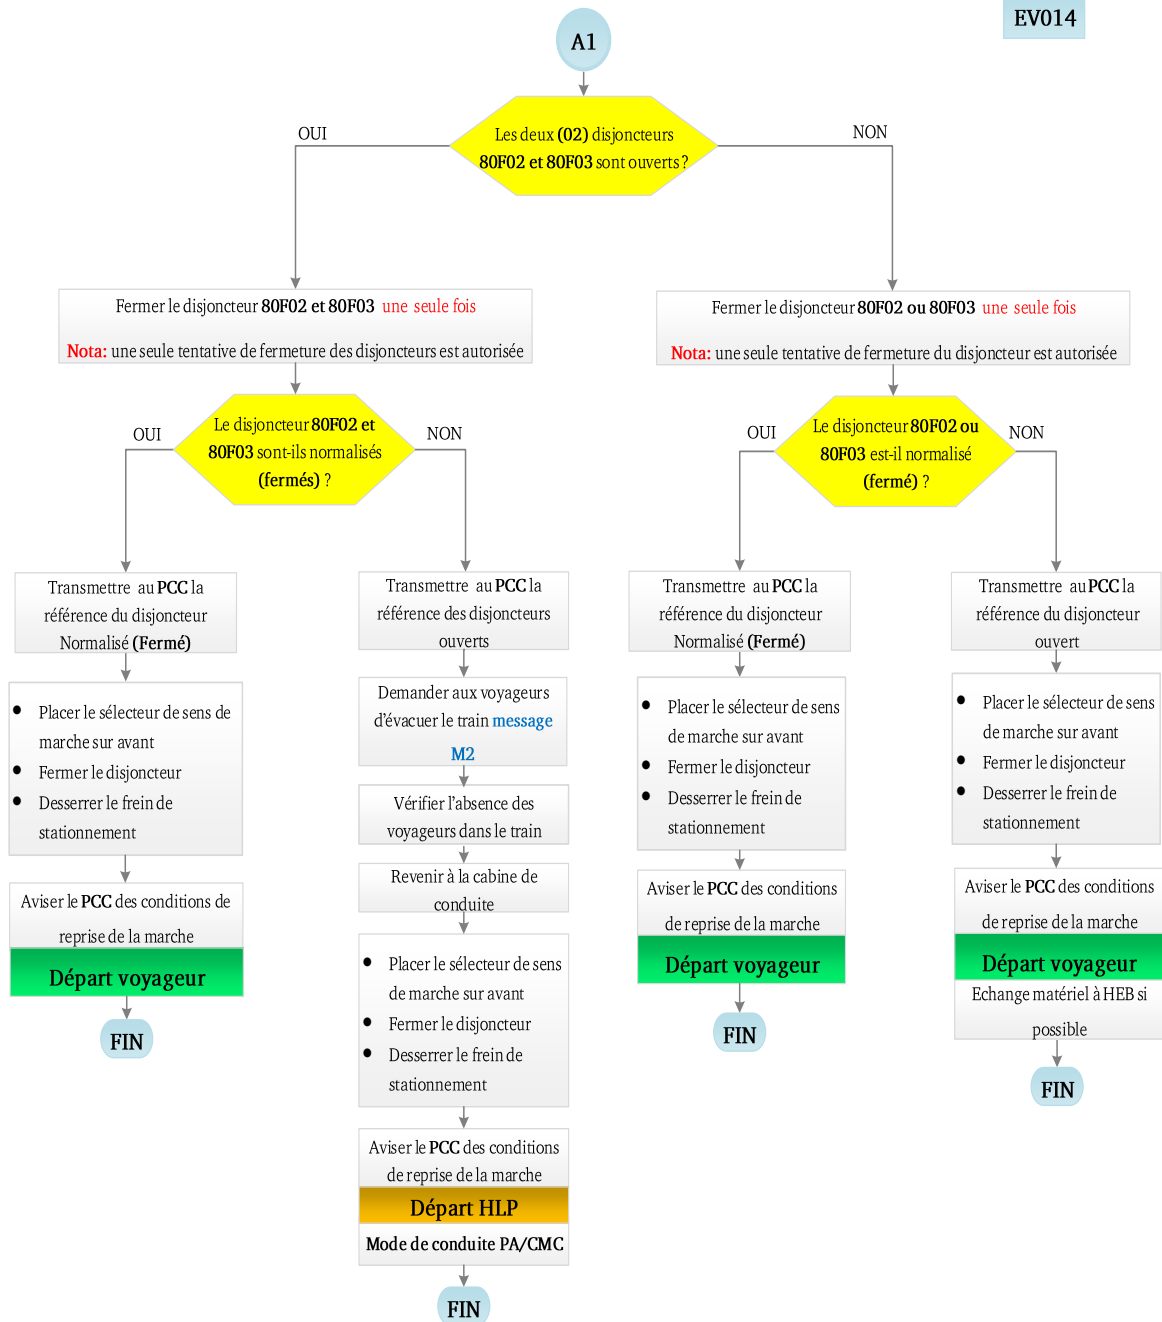 EV014
A1
OUI
NON
Les deux (02) disjoncteurs
80F02 et 80F03 sont ouverts ?
Fermer le disjoncteur 80F02 et 80F03 une seule fois
Nota: une seule tentative de fermeture des disjoncteurs est autorisée
Fermer le disjoncteur 80F02 ou 80F03 une seule fois
Nota: une seule tentative de fermeture du disjoncteur est autorisée
OUI
NON
Le disjoncteur 80F02 et
80F03 sont-ils normalisés
(fermés) ?
OUI
NON
Le disjoncteur 80F02 ou
80F03 est-il normalisé
(fermé) ?
Transmettre au PCC la
référence du disjoncteur
Normalisé (Fermé)
Placer le sélecteur de sens de
marche sur avant
Fermer le disjoncteur
Desserrer le frein de
stationnement
Aviser le PCC des conditions de
reprise de la marche
Départ voyageur
FIN
Transmettre au PCC la
référence des disjoncteurs
ouverts
Demander aux voyageurs
d'évacuer le train message
M2
Vérifier l'absence des
voyageurs dans le train
Revenir à la cabine de
conduite
Placer le sélecteur de sens
de marche sur avant
Fermer le disjoncteur
Desserrer le frein de
stationnement
Aviser le PCC des conditions
de reprise de la marche
Départ HLP
Mode de conduite PA/CMC
FIN
Transmettre au PCC la
référence du disjoncteur
Normalisé (Fermé)
Placer le sélecteur de sens
de marche sur avant
Fermer le disjoncteur
Desserrer le frein de
stationnement
Aviser le PCC des conditions
de reprise de la marche
Départ voyageur
FIN
Transmettre au PCC la
référence du disjoncteur
ouvert
Placer le sélecteur de sens
de marche sur avant
Fermer le disjoncteur
Desserrer le frein de
stationnement
Aviser le PCC des conditions
de reprise de la marche
Départ voyageur
Echange matériel à HEB si
possible
FIN